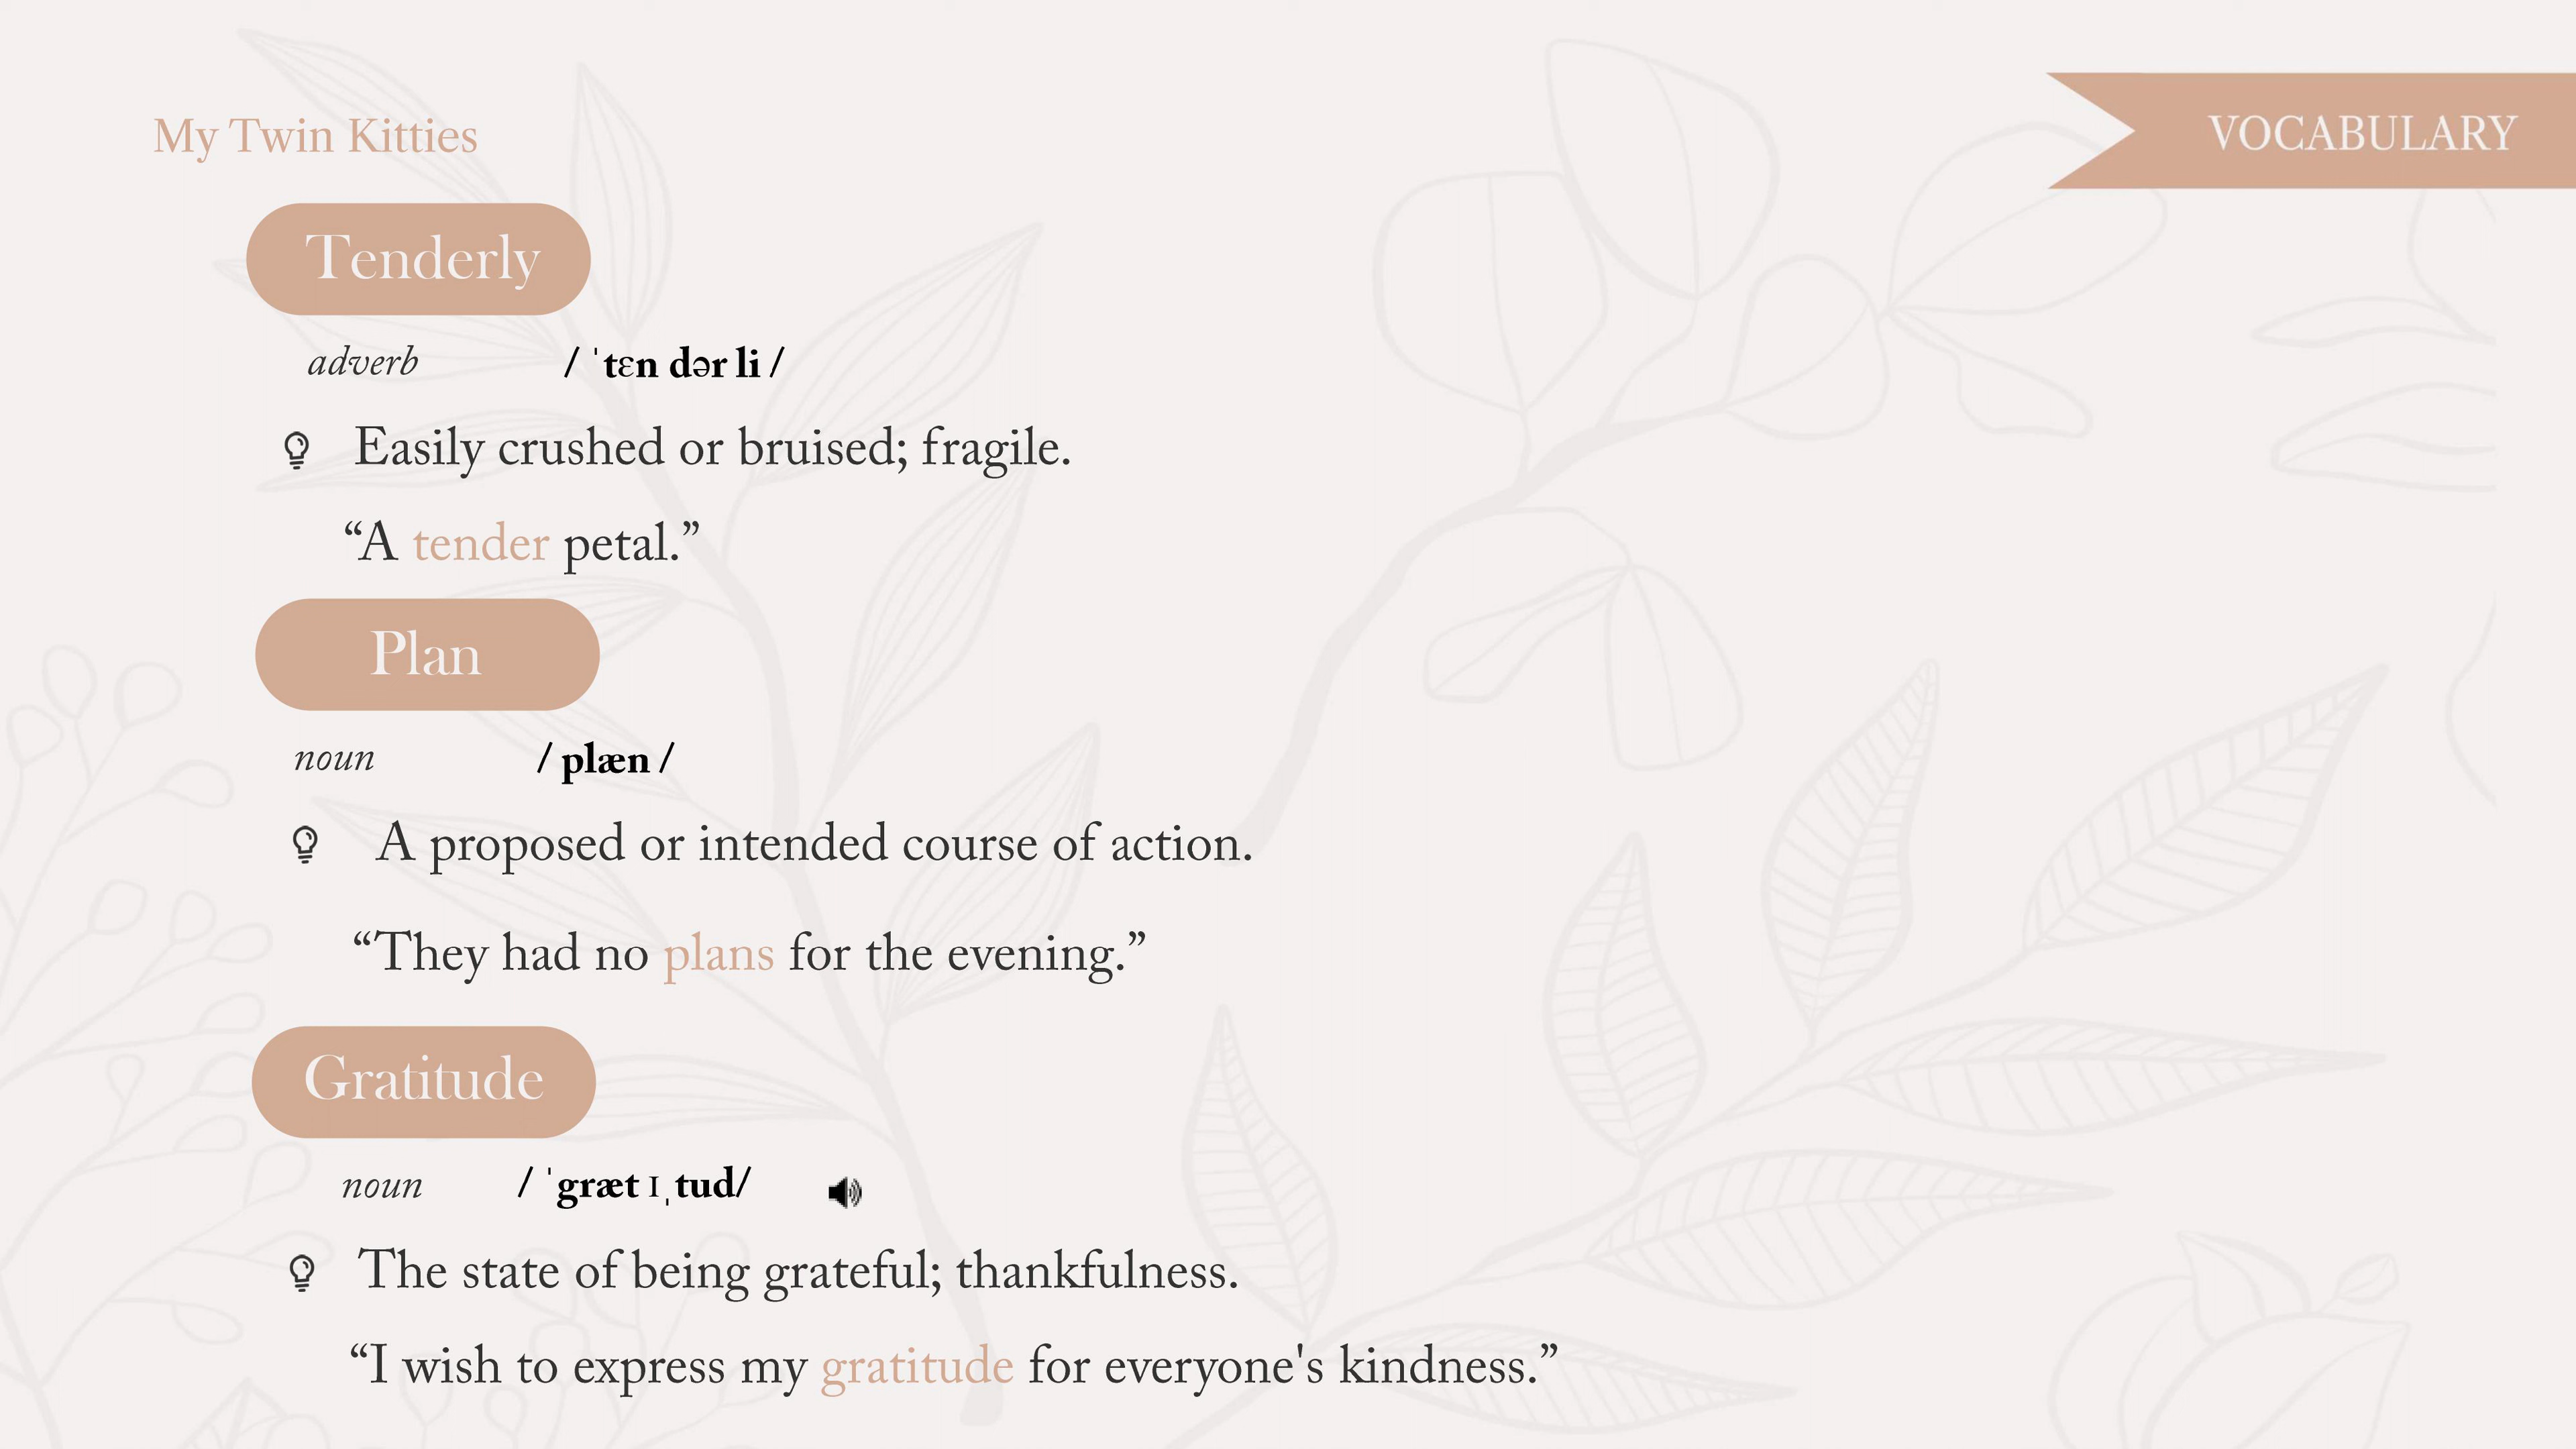 My Twin Kitties
VOCABULARY
Tenderly
adverb / ˈtɛn dər li /
Easily crushed or bruised; fragile.
“A tender petal.”
Plan
noun / plæn /
A proposed or intended course of action.
“They had no plans for the evening.”
Gratitude
noun / ˈgræt ɪˌtud/
The state of being grateful; thankfulness.
“I wish to express my gratitude for everyone's kindness.”